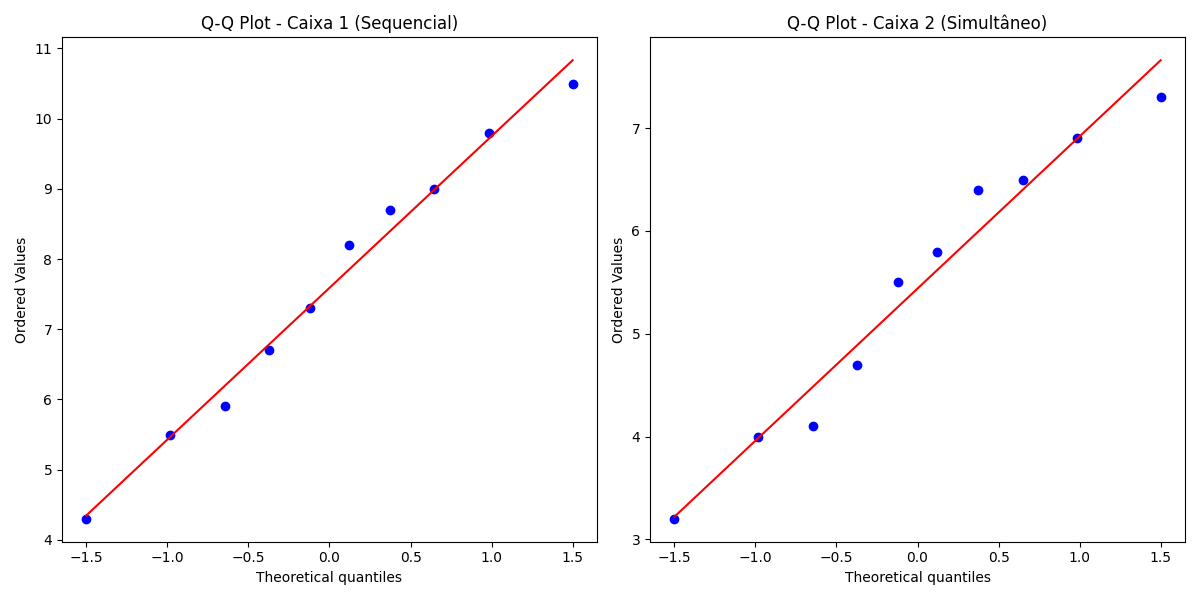 Q-Q Plot - Caixa 1 (Sequencial)
11
10
9
8
7
6
5
4
Ordered Values
−1.5 −1.0 −0.5 0.0 0.5 1.0 1.5
Theoretical quantiles
Q-Q Plot - Caixa 2 (Simultâneo)
7
6
5
4
3
Ordered Values
−1.5 −1.0 −0.5 0.0 0.5 1.0 1.5
Theoretical quantiles